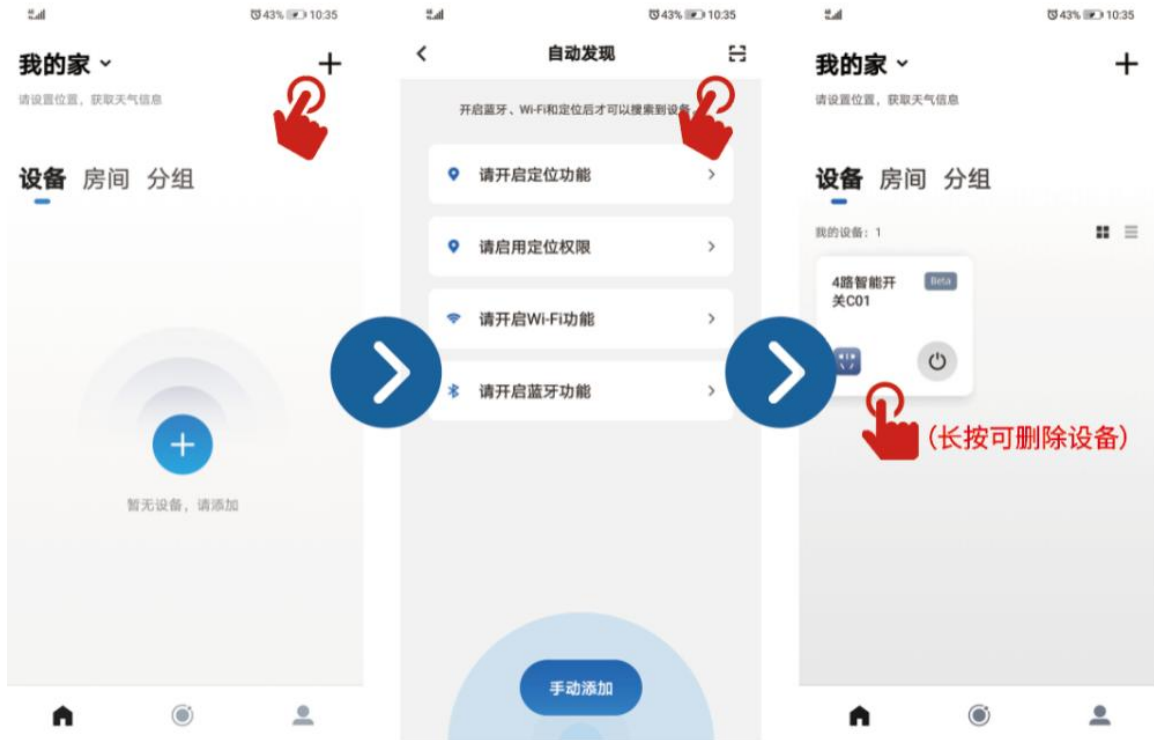 43% 10:35
我的家
请设置位置，获取天气信息
设备 房间 分组
暂无设备，请添加
43% 10:35
自动发现
开启蓝牙、Wi-Fi和定位后才可以搜索到设备
请开启定位功能
请启用定位权限
请开启Wi-Fi功能
请开启蓝牙功能
手动添加
43% 10:35
我的家
请设置位置，获取天气信息
设备 房间 分组
我的设备：1
4路智能开
关C01
Beta
（长按可删除设备）